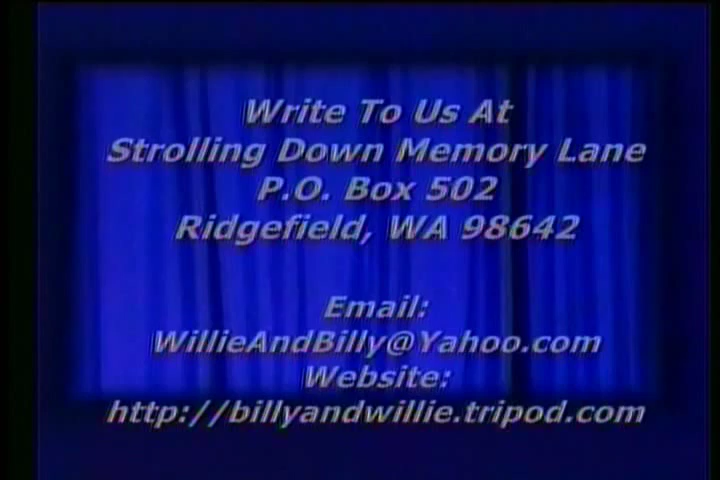 Write To Us At
Strolling Down Memory Lane
P.O. Box 502
Ridgefield, WA 98642
Email:
WillieAndBilly@Yahoo.com
Website:
http://billyandwillie.tripod.com